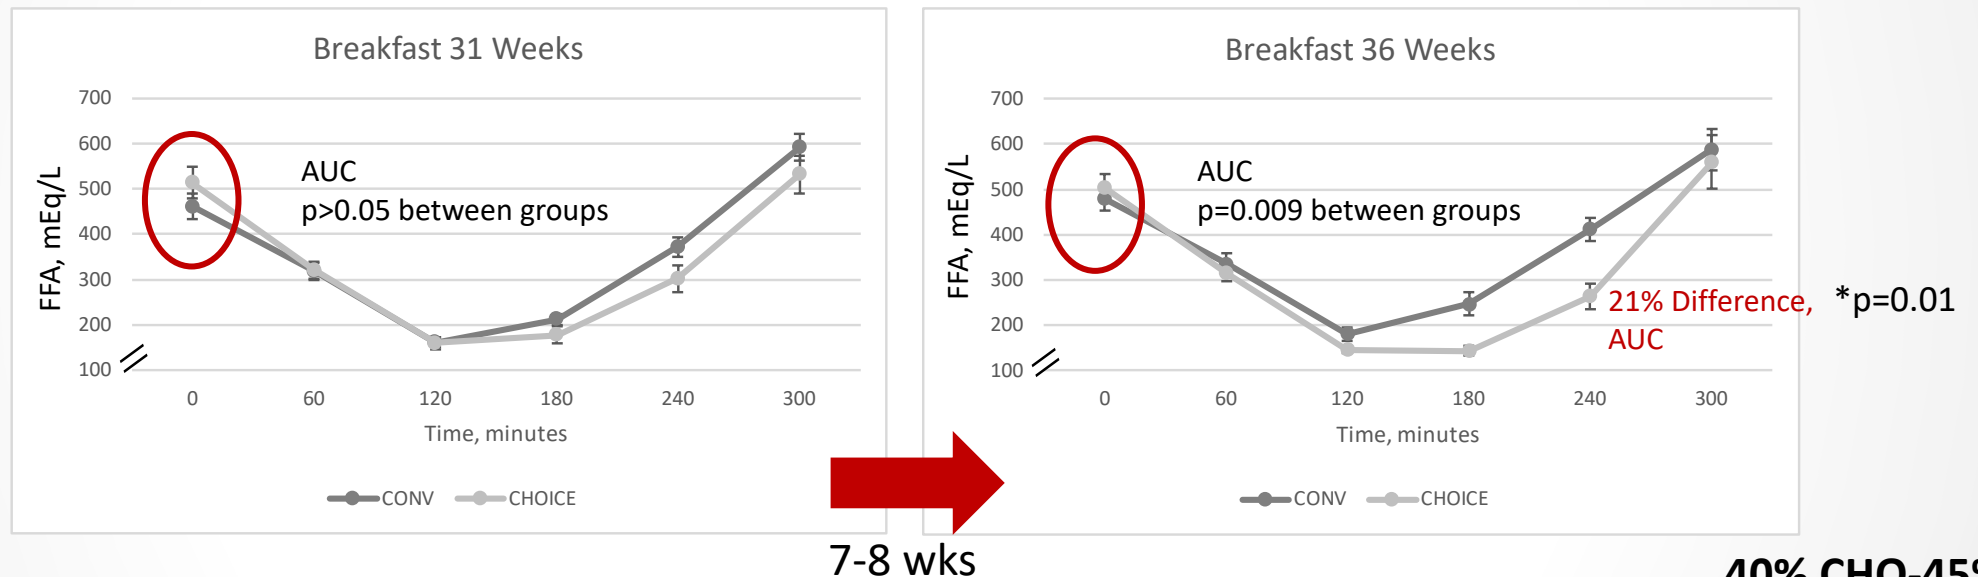 Breakfast 31 Weeks
FFA, mEq/L
700
600
500
400
300
200
100
AUC
p>0.05 between groups
0 60 120 180 240 300
Time, minutes
CONV CHOICE
7-8 wks
Breakfast 36 Weeks
FFA, mEq/L
700
600
500
400
300
200
100
AUC
p=0.009 between groups
21% Difference,
AUC
*p=0.01
0 60 120 180 240 300
Time, minutes
CONV CHOICE
40% CHO-45%